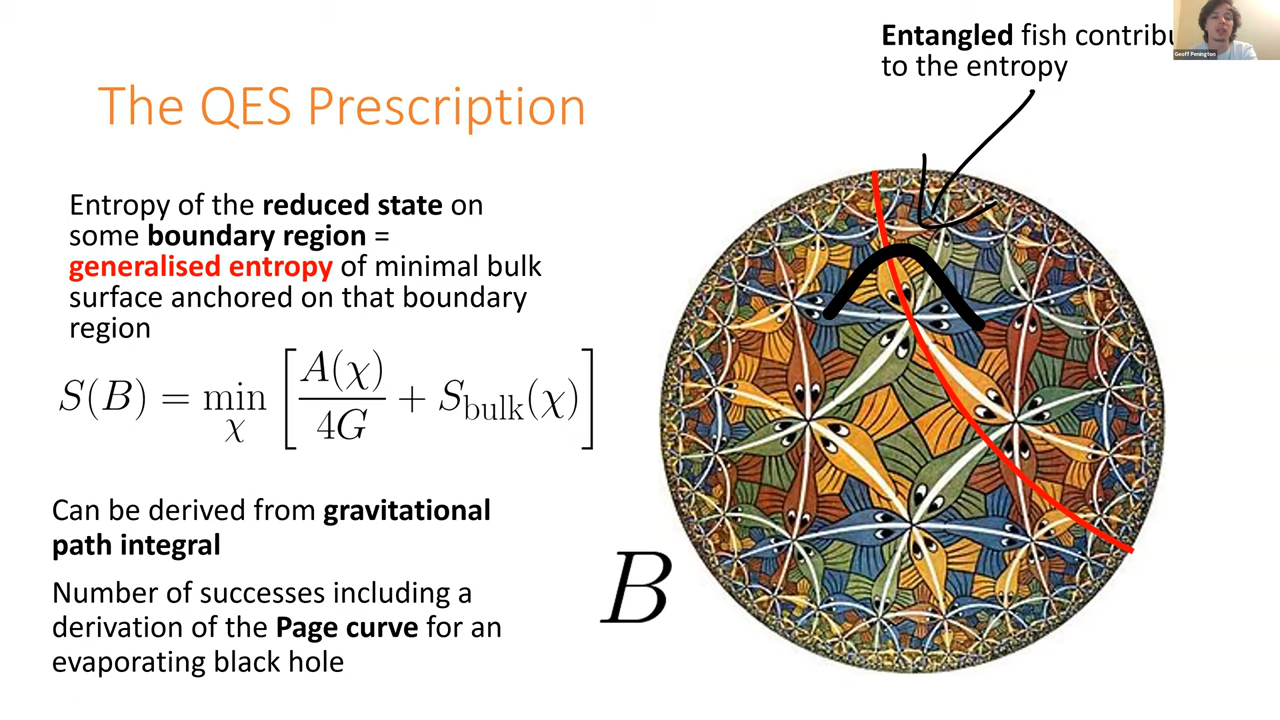 The QES Prescription
Entropy of the reduced state on
some boundary region =
generalised entropy of minimal bulk
surface anchored on that boundary
region
S(B) = min_χ [ A(χ)/4G + S_bulk(χ) ]
Can be derived from gravitational
path integral
Number of successes including a
derivation of the Page curve for an
evaporating black hole
Entangled fish contribu
to the entropy
Geoff Penington
B